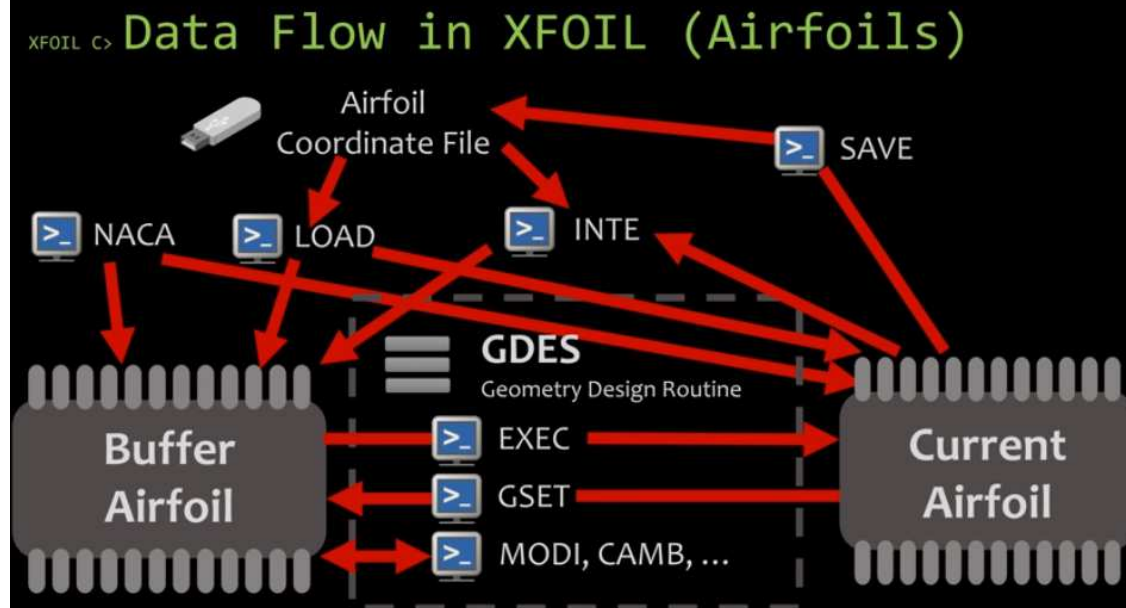 XFOIL C> Data Flow in XFOIL (Airfoils)
Airfoil
Coordinate File
SAVE
NACA
LOAD
INTE
GDES
Geometry Design Routine
Buffer
Airfoil
EXEC
GSET
MODI, CAMB, ...
Current
Airfoil